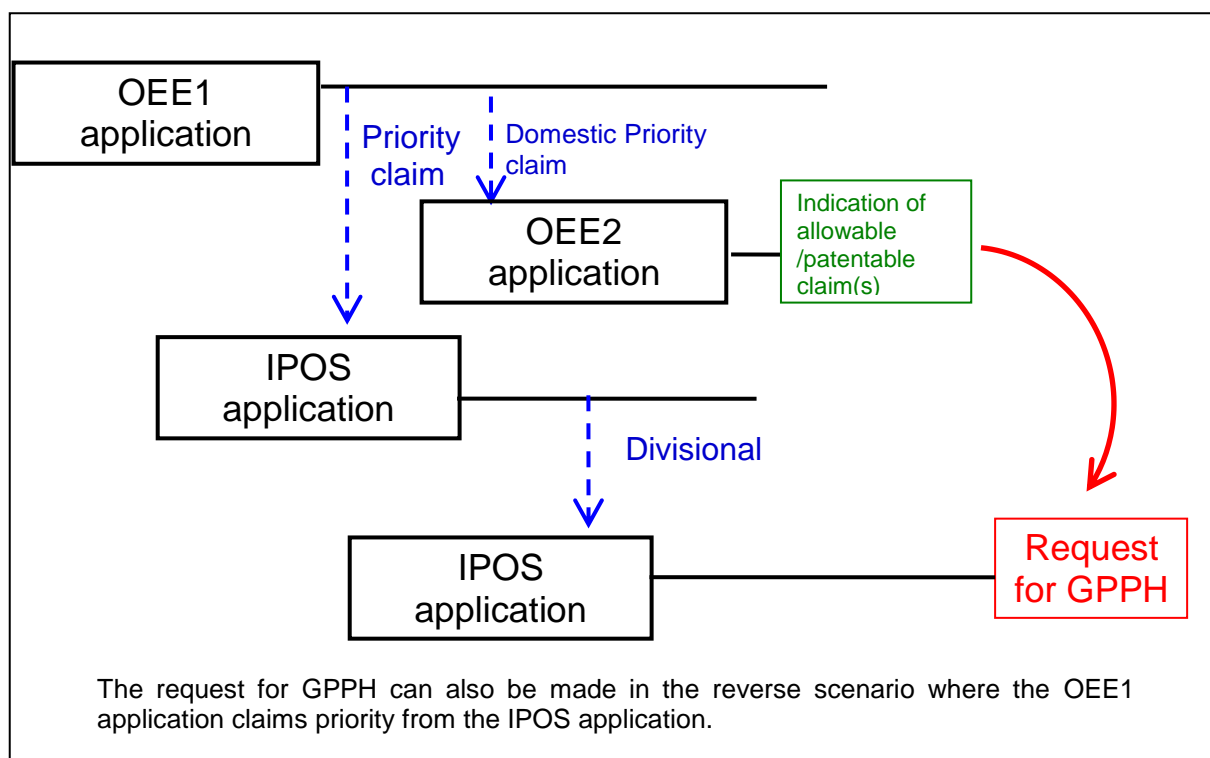 OEE1
application
Priority
claim
Domestic Priority
claim
OEE2
application
Indication of
allowable
/patentable
claim(s)
IPOS
application
Divisional
IPOS
application
Request
for GPPH
The request for GPPH can also be made in the reverse scenario where the OEE1
application claims priority from the IPOS application.